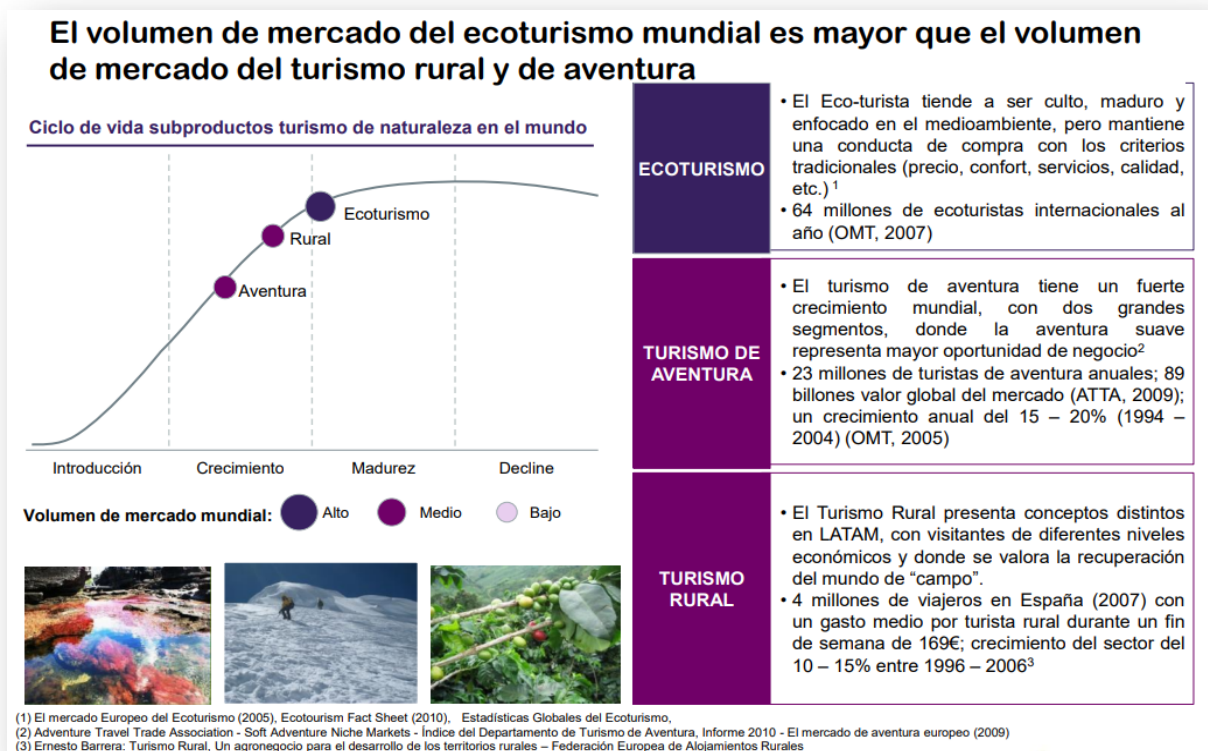 El volumen de mercado del ecoturismo mundial es mayor que el volumen
de mercado del turismo rural y de aventura
Ciclo de vida subproductos turismo de naturaleza en el mundo
Ecoturismo
Rural
Aventura
Introducción Crecimiento Madurez Decline
Volumen de mercado mundial: Alto Medio Bajo
ECOTURISMO
• El Eco-turista tiende a ser culto, maduro y
enfocado en el medioambiente, pero mantiene
una conducta de compra con los criterios
tradicionales (precio, confort, servicios, calidad,
etc.) 1
• 64 millones de ecoturistas internacionales al
año (OMT, 2007)
TURISMO DE
AVENTURA
• El turismo de aventura tiene un fuerte
crecimiento mundial, con dos grandes
segmentos, donde la aventura suave
representa mayor oportunidad de negocio2
• 23 millones de turistas de aventura anuales; 89
billones valor global del mercado (ATTA, 2009);
un crecimiento anual del 15 – 20% (1994 –
2004) (OMT, 2005)
TURISMO
RURAL
• El Turismo Rural presenta conceptos distintos
en LATAM, con visitantes de diferentes niveles
económicos y donde se valora la recuperación
del mundo de “campo”.
• 4 millones de viajeros en España (2007) con
un gasto medio por turista rural durante un fin
de semana de 169€; crecimiento del sector del
10 – 15% entre 1996 – 20063
(1) El mercado Europeo del Ecoturismo (2005), Ecotourism Fact Sheet (2010), Estadísticas Globales del Ecoturismo,
(2) Adventure Travel Trade Association - Soft Adventure Niche Markets - Índice del Departamento de Turismo de Aventura, Informe 2010 - El mercado de aventura europeo (2009)
(3) Ernesto Barrera: Turismo Rural, Un agronegocio para el desarrollo de los territorios rurales – Federación Europea de Alojamientos Rurales